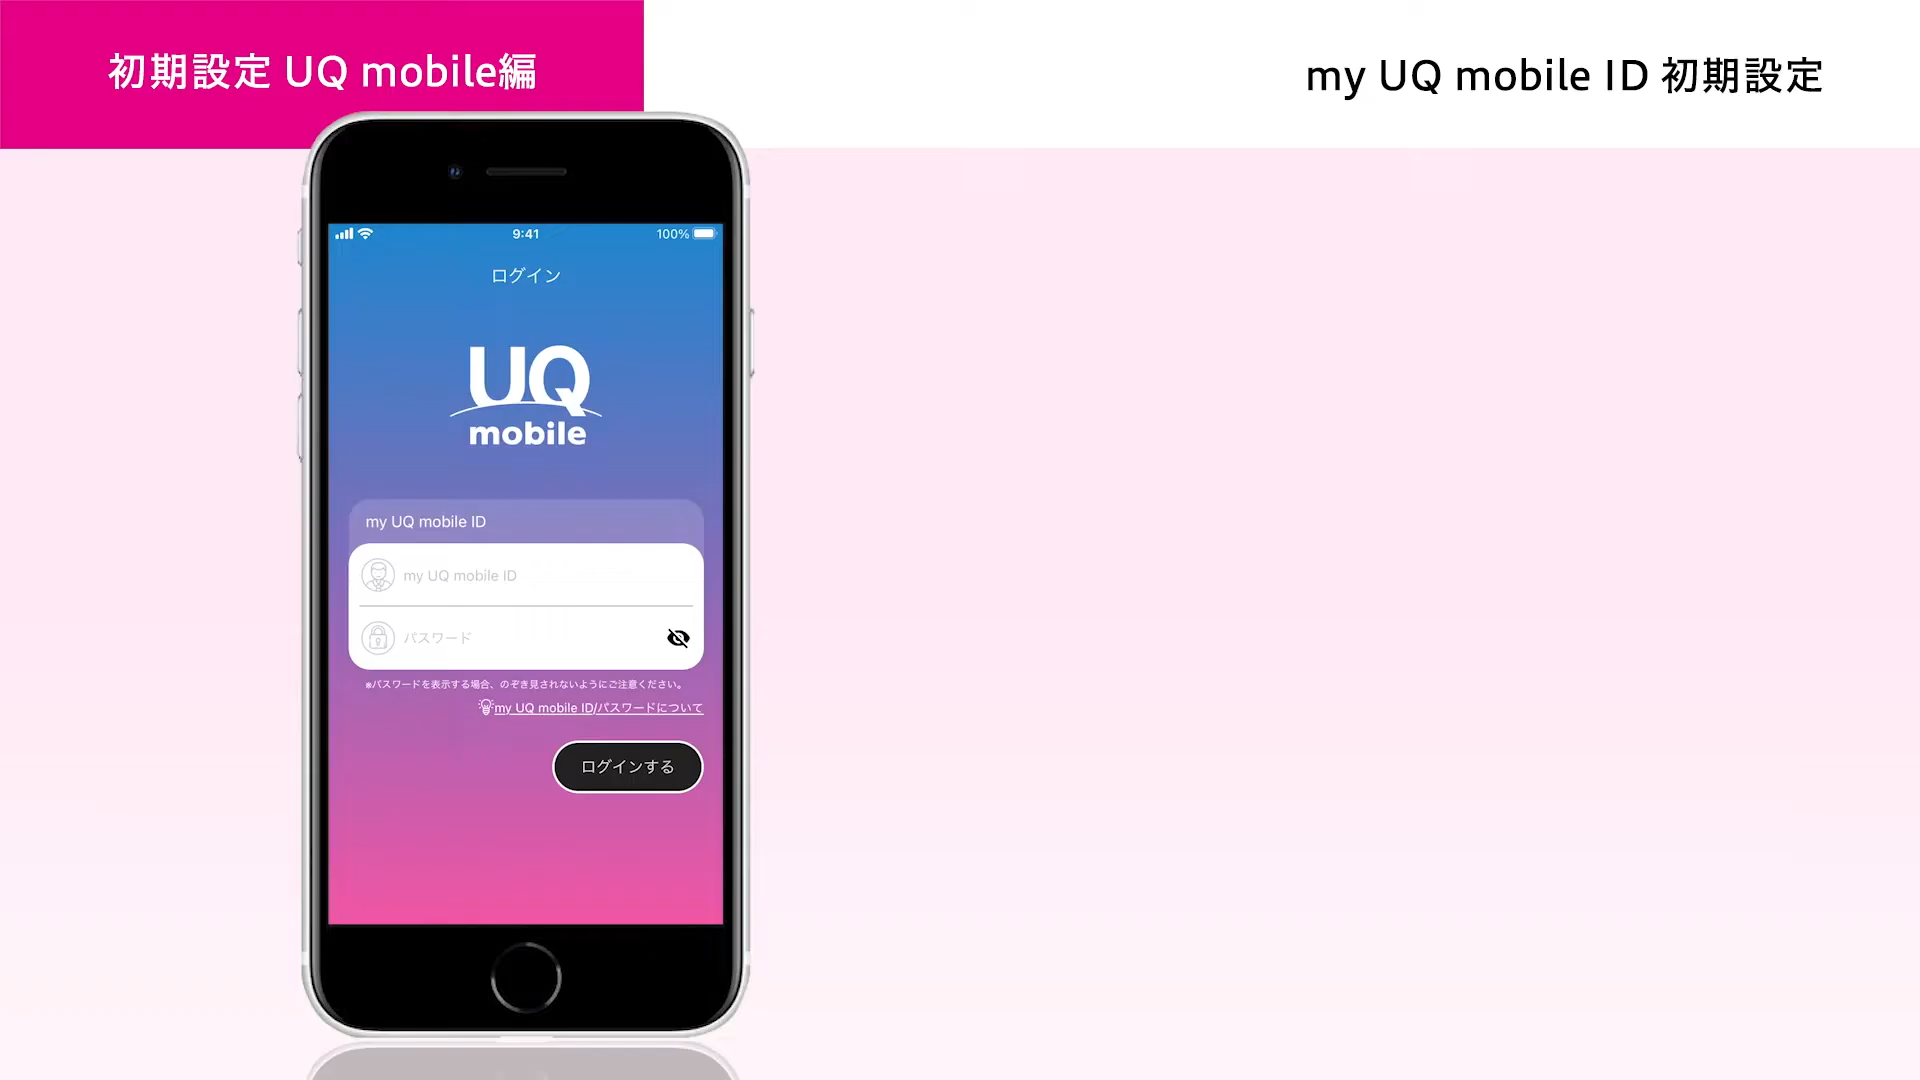 初期設定 UQ mobile編
my UQ mobile ID 初期設定
9:41
100%
ログイン
UQ
mobile
my UQ mobile ID
my UQ mobile ID
パスワード
※パスワードを表示する場合、のぞき見されないようにご注意ください。
my UQ mobile ID/パスワードについて
ログインする